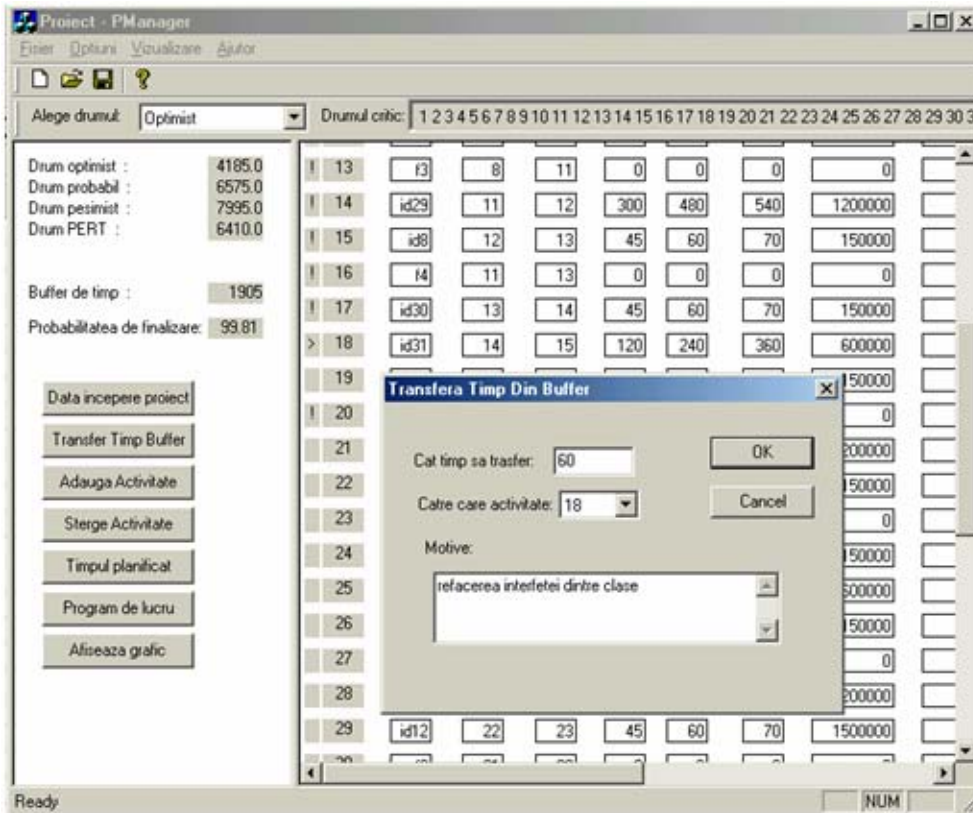 Proiect - PManager
Fisier Optiuni Vizualizare Ajutor
Alege drumul: Optimist Drumul critic: 1 2 3 4 5 6 7 8 9 10 11 12 13 14 15 16 17 18 19 20 21 22 23 24 25 26 27 28 29 30
Drum optimist : 4185.0
Drum probabil : 6575.0
Drum pesimist : 7995.0
Drum PERT : 6410.0
Buffer de timp : 1905
Probabilitatea de finalizare: 99.81
Data incepere proiect
Transfer Timp Buffer
Adauga Activitate
Sterge Activitate
Timpul planificat
Program de lucru
Afiseaza grafic
! 13 f3 8 11 0 0 0 0
! 14 id29 11 12 300 480 540 1200000
! 15 id8 12 13 45 60 70 150000
! 16 f4 11 13 0 0 0 0
! 17 id30 13 14 45 60 70 150000
> 18 id31 14 15 120 240 360 600000
19 150000
! 20 0
21 200000
22 150000
23 0
24 150000
25 600000
26 150000
27 0
28 200000
29 id12 22 23 45 60 70 1500000
Transfera Timp Din Buffer
Cat timp sa trasfer: 60
OK
Catre care activitate: 18
Cancel
Motive:
refacerea interfetei dintre clase
Ready NUM